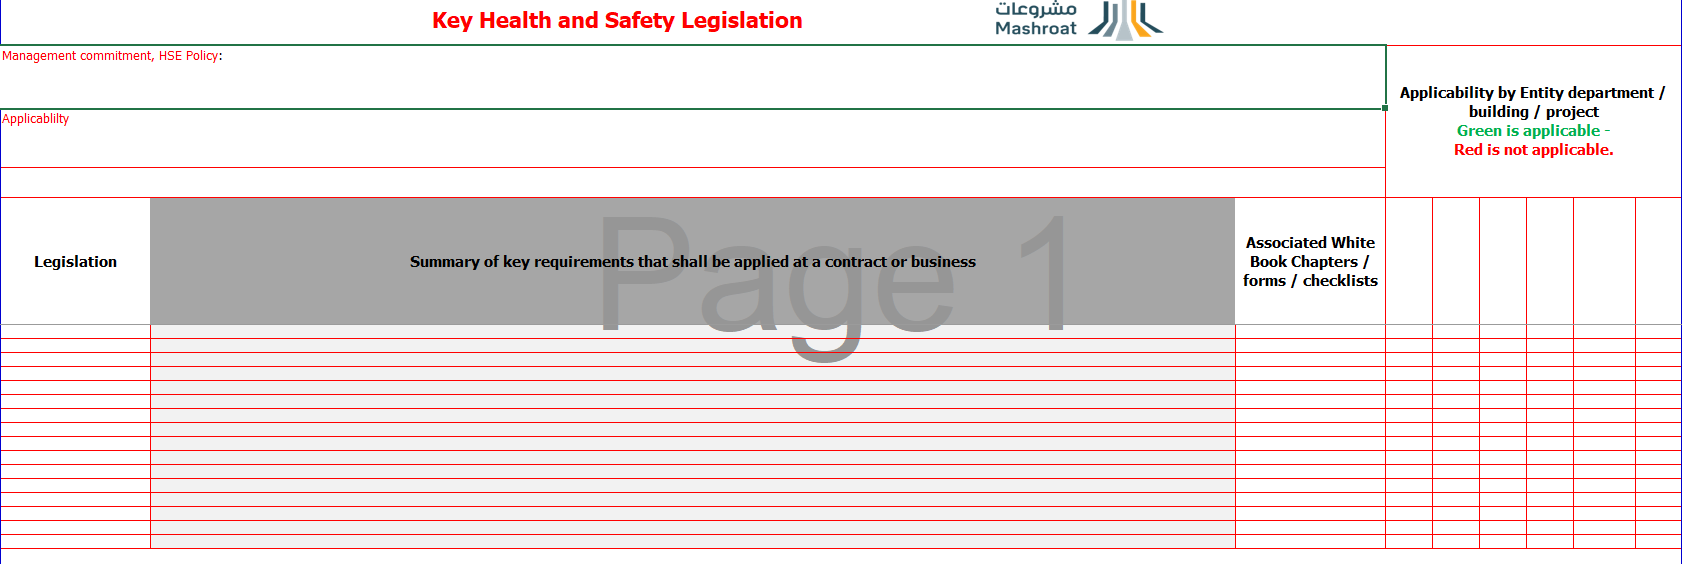 Key Health and Safety Legislation
مشروعات
Mashroat
Management commitment, HSE Policy:
Applicablilty
Applicability by Entity department /
building / project
Green is applicable -
Red is not applicable.
Legislation
Summary of key requirements that shall be applied at a contract or business
Associated White
Book Chapters /
forms / checklists
Page 1